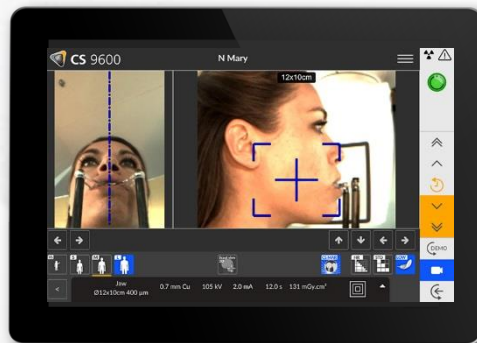 CS 9600
N Mary
12x10cm
DEMO
S
M
L
Jaw
Ø12x10cm 400 µm
0.7 mm Cu
105 kV
2.0 mA
12.0 s
131 mGy.cm²
<